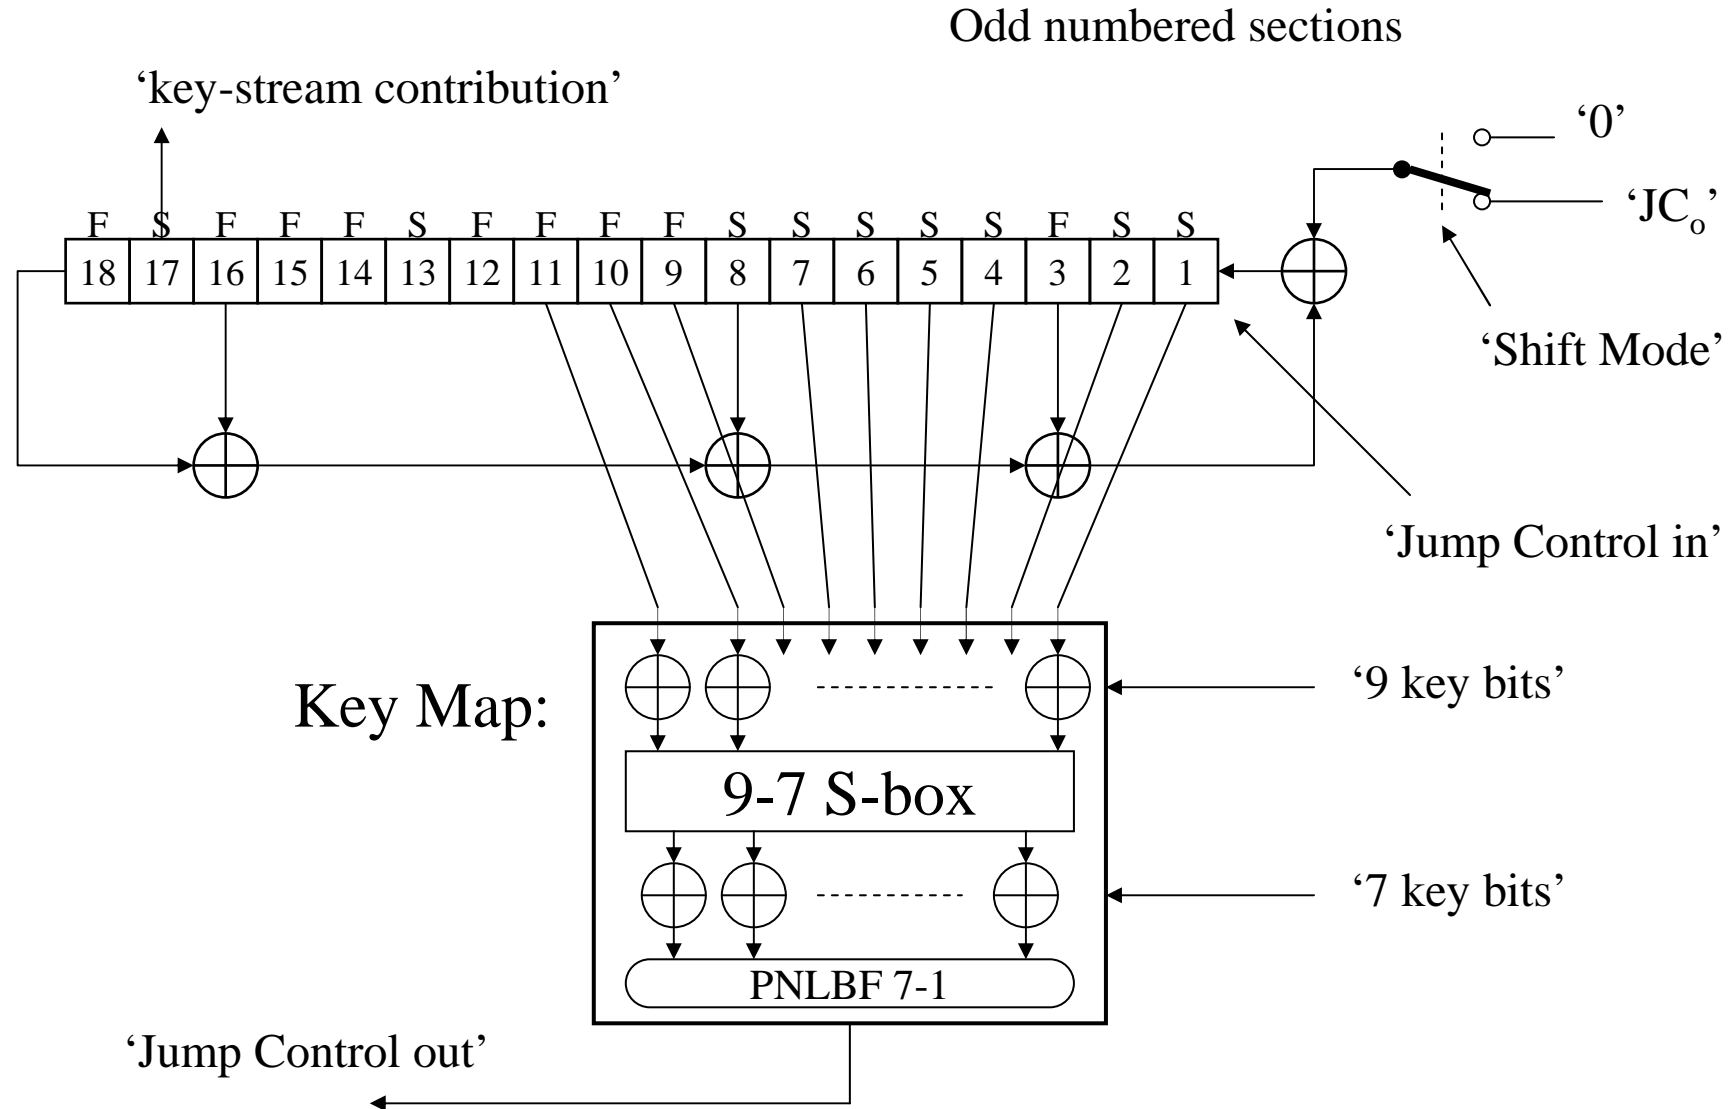 Odd numbered sections
‘key-stream contribution’
‘0’
‘JCo’
F S F F F S F F F F S S S S S F S S
18 17 16 15 14 13 12 11 10 9 8 7 6 5 4 3 2 1
‘Shift Mode’
‘Jump Control in’
Key Map:
‘9 key bits’
9-7 S-box
‘7 key bits’
PNLBF 7-1
‘Jump Control out’